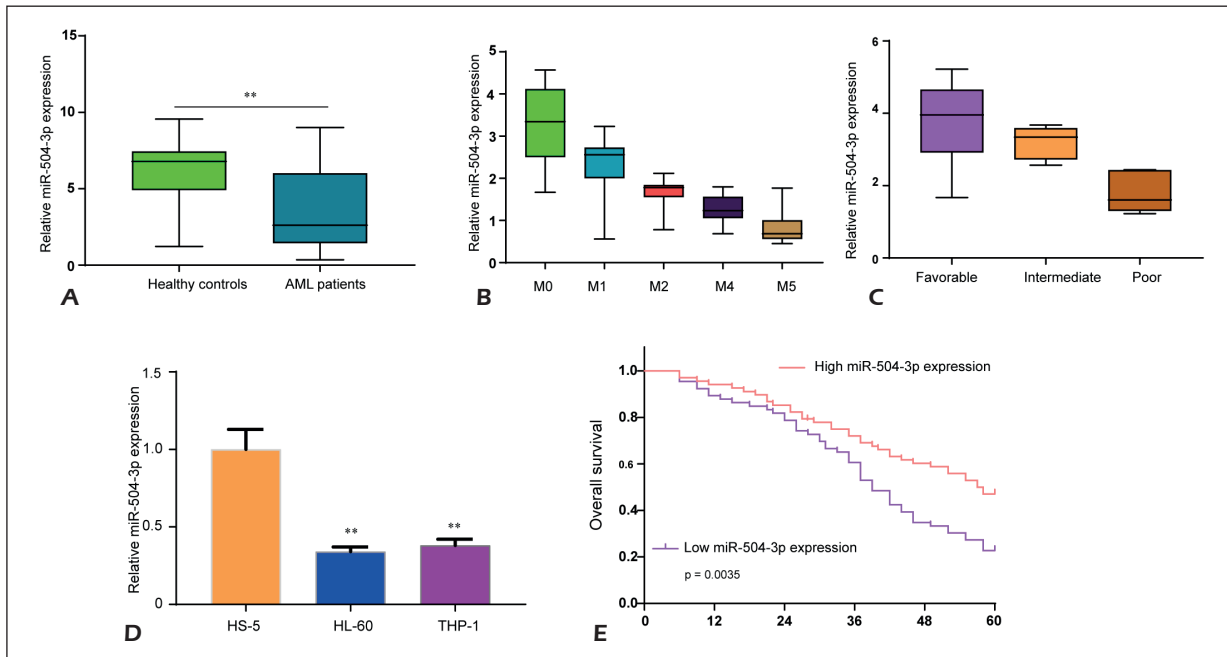 Relative miR-504-3p expression
15
10
5
0
**
Healthy controls
AML patients
A
Relative miR-504-3p expression
5
4
3
2
1
0
M0
M1
M2
M4
M5
B
Relative miR-504-3p expression
6
4
2
0
Favorable
Intermediate
Poor
C
Relative miR-504-3p expression
1.5
1.0
0.5
0
**
**
HS-5
HL-60
THP-1
D
Overall survival
1.0
0.8
0.6
0.4
0.2
0.0
High miR-504-3p expression
Low miR-504-3p expression
p = 0.0035
0
12
24
36
48
60
E